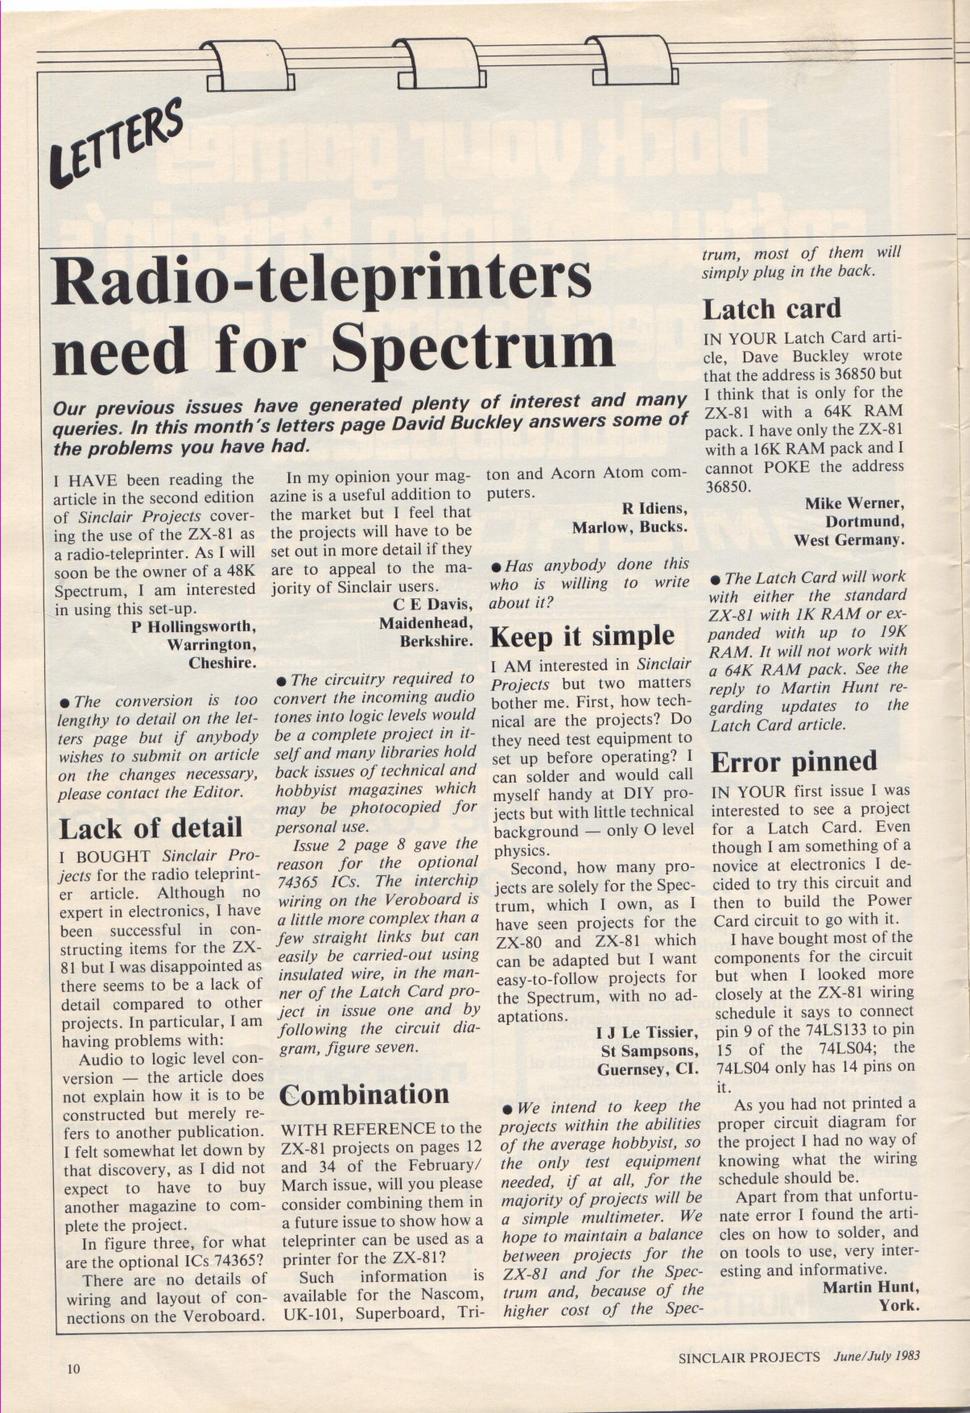 LETTERS
Radio-teleprinters
need for Spectrum
Our previous issues have generated plenty of interest and many
queries. In this month's letters page David Buckley answers some of
the problems you have had.
I HAVE been reading the
article in the second edition
of Sinclair Projects cover-
ing the use of the ZX-81 as
a radio-teleprinter. As I will
soon be the owner of a 48K
Spectrum, I am interested
in using this set-up.
P Hollingsworth,
Warrington,
Cheshire.
● The conversion is too
lengthy to detail on the let-
ters page but if anybody
wishes to submit on article
on the changes necessary,
please contact the Editor.
Lack of detail
I BOUGHT Sinclair Pro-
jects for the radio teleprint-
er article. Although no
expert in electronics, I have
been successful in con-
structing items for the ZX-
81 but I was disappointed as
there seems to be a lack of
detail compared to other
projects. In particular, I am
having problems with:
Audio to logic level con-
version — the article does
not explain how it is to be
constructed but merely re-
fers to another publication.
I felt somewhat let down by
that discovery, as I did not
expect to have to buy
another magazine to com-
plete the project.
In figure three, for what
are the optional ICs 74365?
There are no details of
wiring and layout of con-
nections on the Veroboard.
In my opinion your mag-
azine is a useful addition to
the market but I feel that
the projects will have to be
set out in more detail if they
are to appeal to the ma-
jority of Sinclair users.
C E Davis,
Maidenhead,
Berkshire.
● The circuitry required to
convert the incoming audio
tones into logic levels would
be a complete project in it-
self and many libraries hold
back issues of technical and
hobbyist magazines which
may be photocopied for
personal use.
Issue 2 page 8 gave the
reason for the optional
74365 ICs. The interchip
wiring on the Veroboard is
a little more complex than a
few straight links but can
easily be carried-out using
insulated wire, in the man-
ner of the Latch Card pro-
ject in issue one and by
following the circuit dia-
gram, figure seven.
Combination
WITH REFERENCE to the
ZX-81 projects on pages 12
and 34 of the February/
March issue, will you please
consider combining them in
a future issue to show how a
teleprinter can be used as a
printer for the ZX-81?
Such information is
available for the Nascom,
UK-101, Superboard, Tri-
ton and Acorn Atom com-
puters.
R Idiens,
Marlow, Bucks.
● Has anybody done this
who is willing to write
about it?
Keep it simple
I AM interested in Sinclair
Projects but two matters
bother me. First, how tech-
nical are the projects? Do
they need test equipment to
set up before operating? I
can solder and would call
myself handy at DIY pro-
jects but with little technical
background — only O level
physics.
Second, how many pro-
jects are solely for the Spec-
trum, which I own, as I
have seen projects for the
ZX-80 and ZX-81 which
can be adapted but I want
easy-to-follow projects for
the Spectrum, with no ad-
aptations.
I J Le Tissier,
St Sampsons,
Guernsey, CI.
● We intend to keep the
projects within the abilities
of the average hobbyist, so
the only test equipment
needed, if at all, for the
majority of projects will be
a simple multimeter. We
hope to maintain a balance
between projects for the
ZX-81 and for the Spec-
trum and, because of the
higher cost of the Spec-
trum, most of them will
simply plug in the back.
Latch card
IN YOUR Latch Card arti-
cle, Dave Buckley wrote
that the address is 36850 but
I think that is only for the
ZX-81 with a 64K RAM
pack. I have only the ZX-81
with a 16K RAM pack and I
cannot POKE the address
36850.
Mike Werner,
Dortmund,
West Germany.
● The Latch Card will work
with either the standard
ZX-81 with 1K RAM or ex-
panded with up to 19K
RAM. It will not work with
a 64K RAM pack. See the
reply to Martin Hunt re-
garding updates to the
Latch Card article.
Error pinned
IN YOUR first issue I was
interested to see a project
for a Latch Card. Even
though I am something of a
novice at electronics I de-
cided to try this circuit and
then to build the Power
Card circuit to go with it.
I have bought most of the
components for the circuit
but when I looked more
closely at the ZX-81 wiring
schedule it says to connect
pin 9 of the 74LS133 to pin
15 of the 74LS04; the
74LS04 only has 14 pins on
it.
As you had not printed a
proper circuit diagram for
the project I had no way of
knowing what the wiring
schedule should be.
Apart from that unfortu-
nate error I found the arti-
cles on how to solder, and
on tools to use, very inter-
esting and informative.
Martin Hunt,
York.
10
SINCLAIR PROJECTS June/July 1983